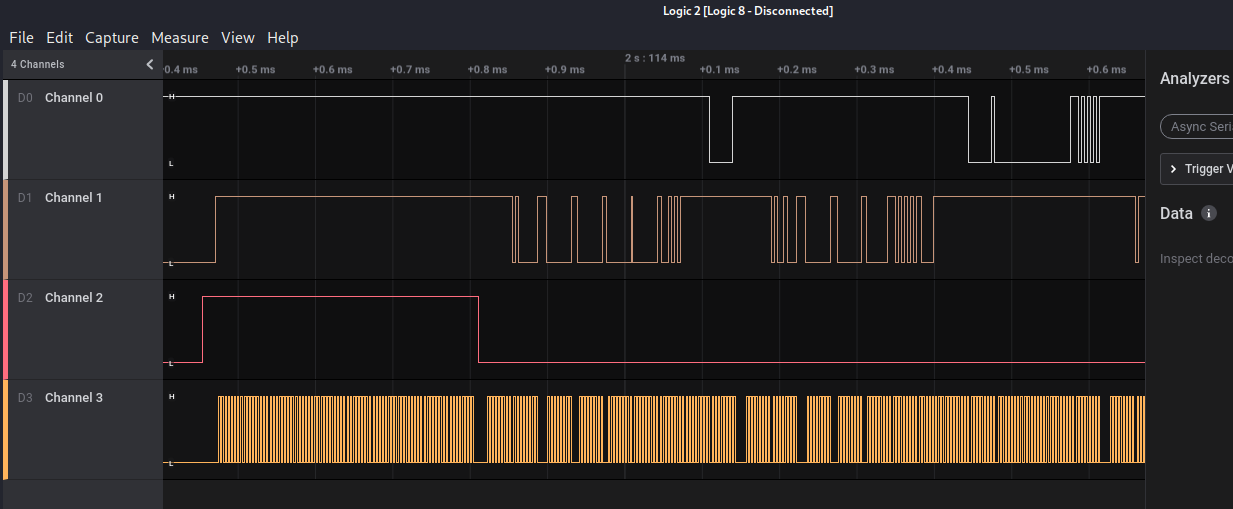 Logic 2 [Logic 8 - Disconnected]
File Edit Capture Measure View Help
4 Channels
2 s : 114 ms
0.4 ms +0.5 ms +0.6 ms +0.7 ms +0.8 ms +0.9 ms +0.1 ms +0.2 ms +0.3 ms +0.4 ms +0.5 ms +0.6 ms
D0 Channel 0
H
L
D1 Channel 1
H
L
D2 Channel 2
H
L
D3 Channel 3
H
L
Analyzers
Async Seri
Trigger V
Data i
Inspect deco